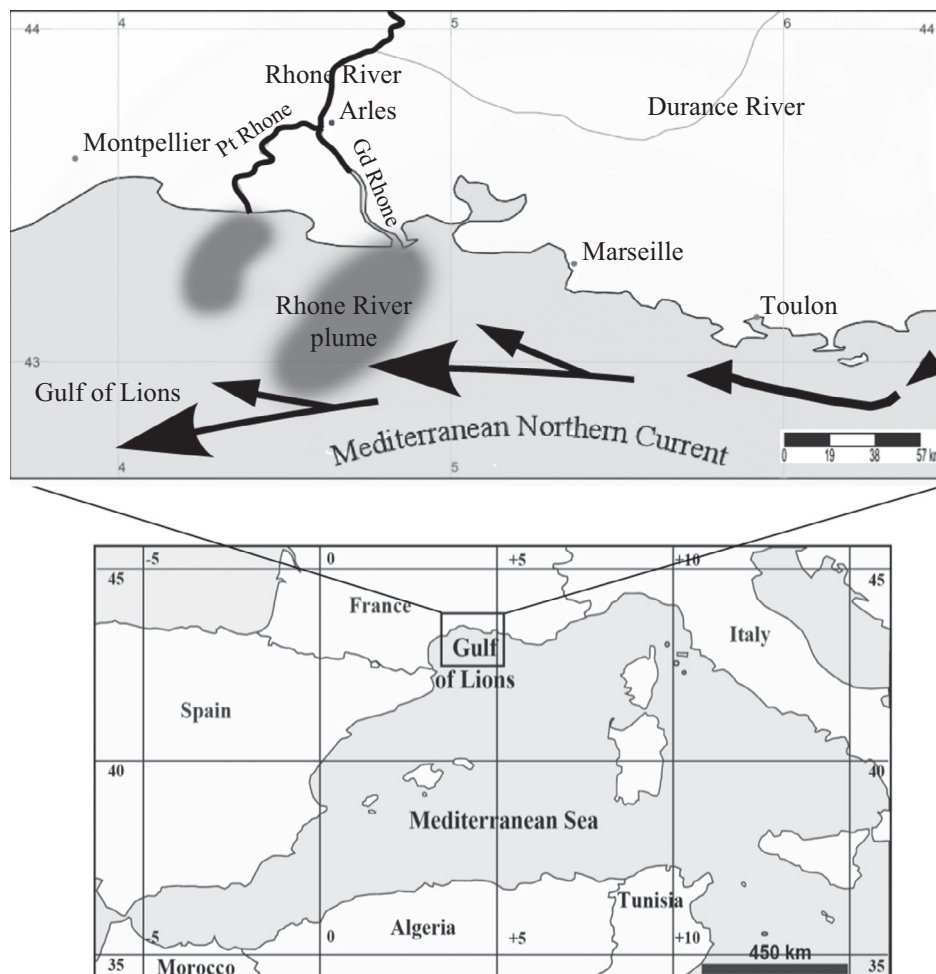 4
5
6
44
44
Rhone River
Durance River
Arles
Pt Rhone
Montpellier
Gd Rhone
Marseille
Rhone River
plume
Toulon
43
43
Gulf of Lions
Mediterranean Northern Current
0 19 38 57 km
4
5
-5
0
+5
+10
45
45
France
Italy
Gulf
of Lions
Spain
40
40
Mediterranean Sea
Tunisia
Algeria
-5
0
+5
+10
450 km
35
35
Morocco